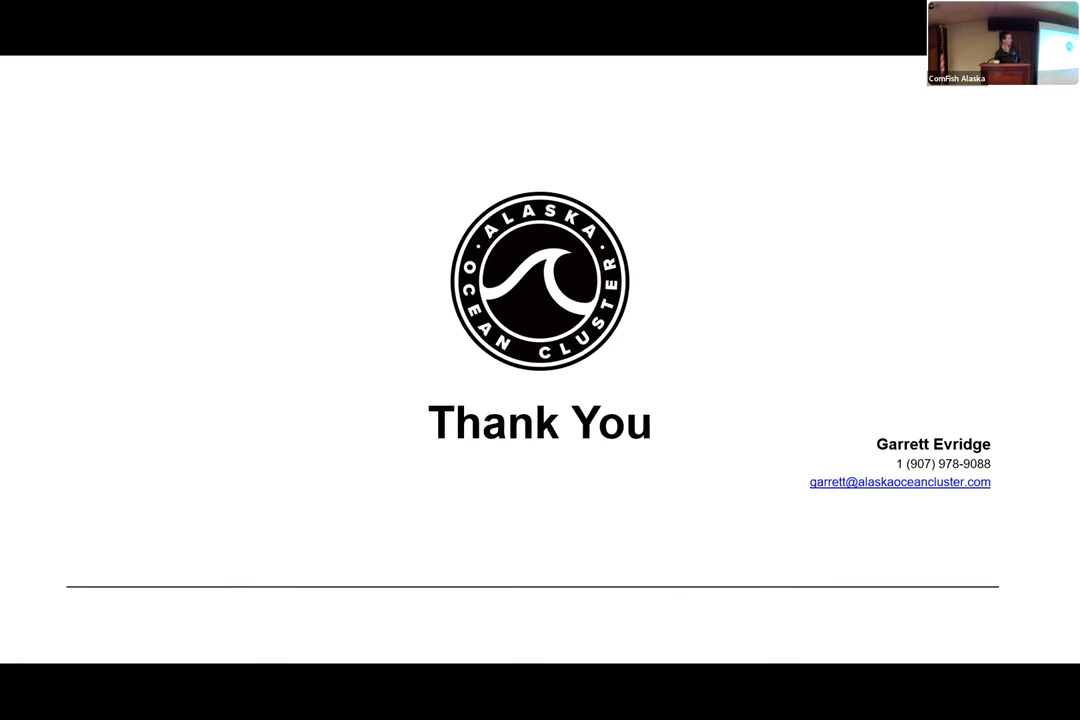 ComFish Alaska
ALASKA
OCEAN CLUSTER
Thank You
Garrett Evridge
1 (907) 978-9088
garrett@alaskaoceancluster.com